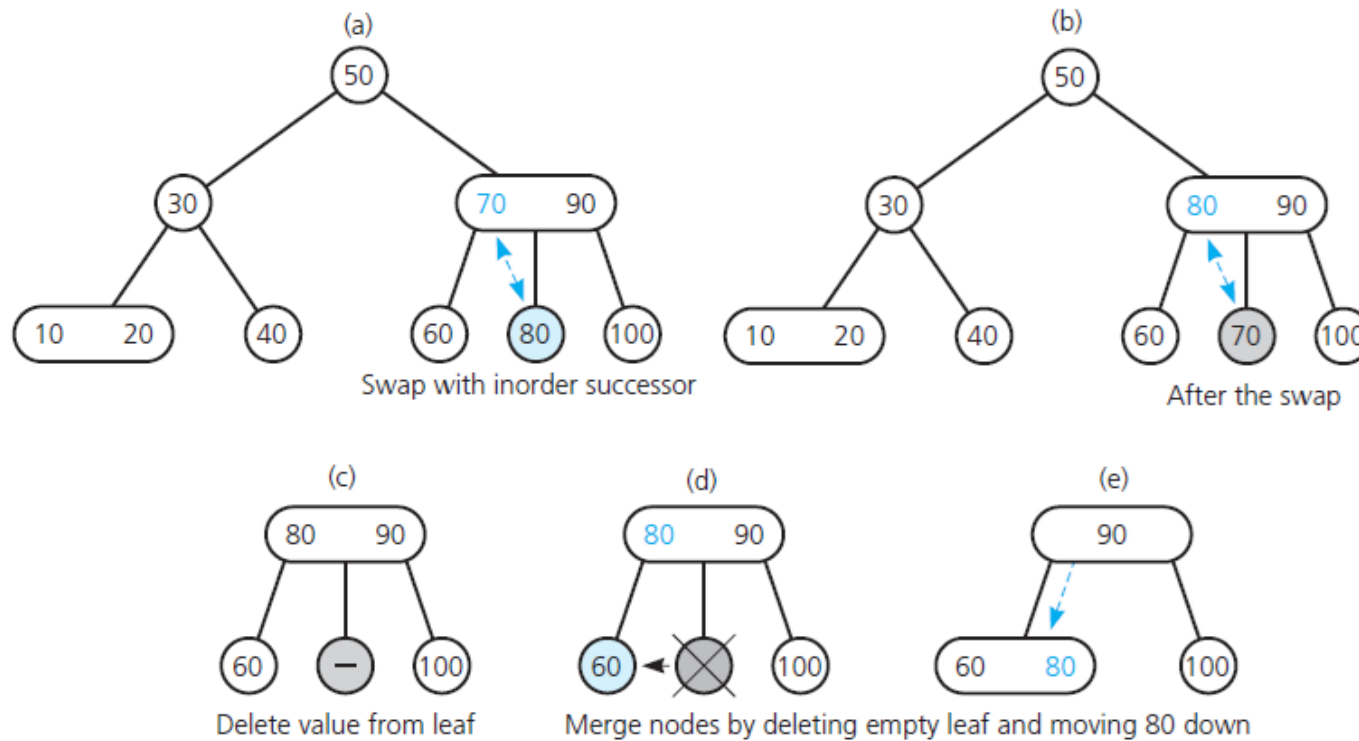 (a) (b)
50 50
30 70 90 30 80 90
10 20 40 60 80 100 10 20 40 60 70 100
Swap with inorder successor
After the swap
(c) (d) (e)
80 90 80 90 90
60 – 100 60 100 60 80 100
Delete value from leaf
Merge nodes by deleting empty leaf and moving 80 down